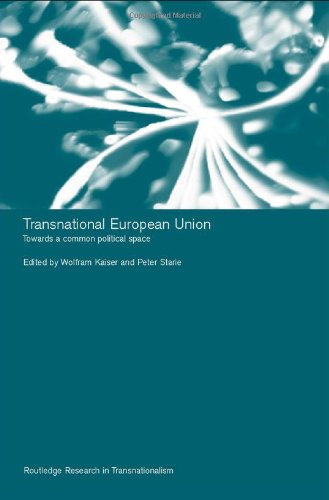 Copyrighted Material
Transnational European Union
Towards a common political space
Edited by Wolfram Kaiser and Peter Starie
Routledge Research in Transnationalism